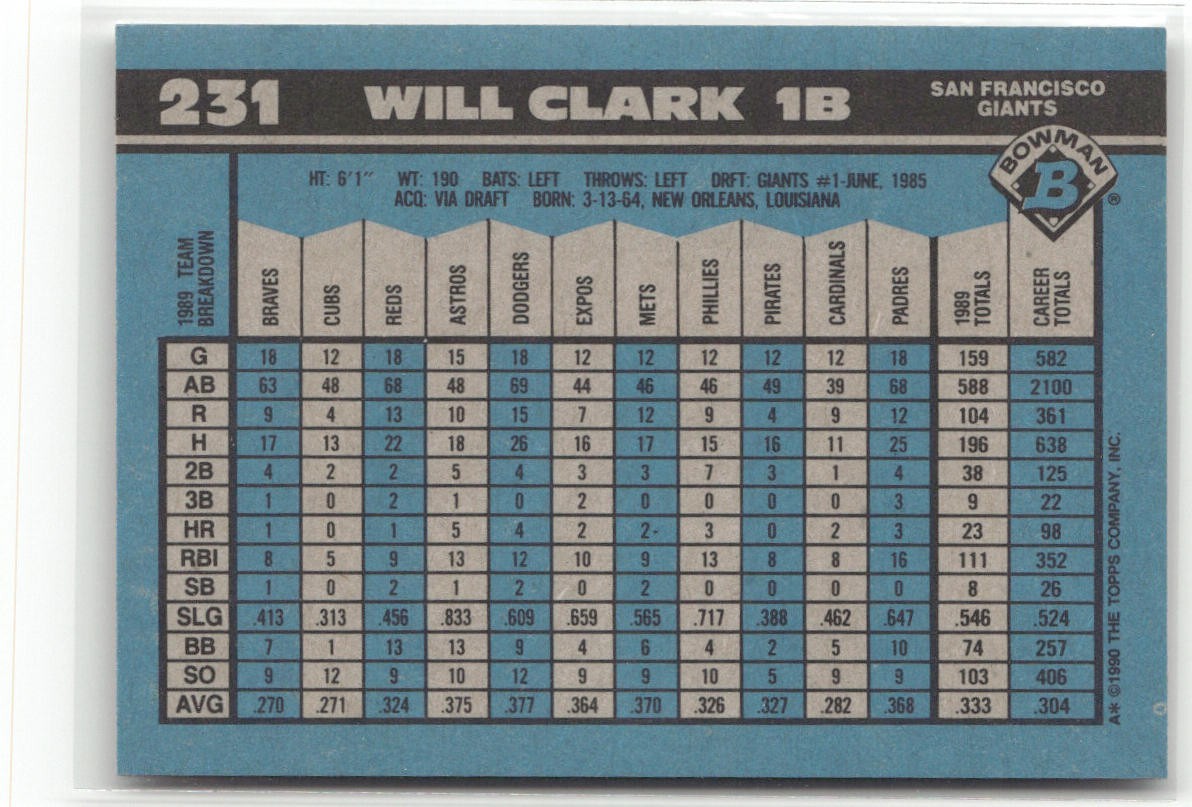 231 WILL CLARK 1B SAN FRANCISCO
GIANTS
BOWMAN
B ®
HT: 6'1" WT: 190 BATS: LEFT THROWS: LEFT DRFT: GIANTS #1-JUNE, 1985
ACQ: VIA DRAFT BORN: 3-13-64, NEW ORLEANS, LOUISIANA
1989 TEAM BREAKDOWN BRAVES CUBS REDS ASTROS DODGERS EXPOS METS PHILLIES PIRATES CARDINALS PADRES 1989 TOTALS CAREER TOTALS
G 18 12 18 15 18 12 12 12 12 12 18 159 582
AB 63 48 68 48 69 44 46 46 49 39 68 588 2100
R 9 4 13 10 15 7 12 9 4 9 12 104 361
H 17 13 22 18 26 16 17 15 16 11 25 196 638
2B 4 2 2 5 4 3 3 7 3 1 4 38 125
3B 1 0 2 1 0 2 0 0 0 0 3 9 22
HR 1 0 1 5 4 2 2 3 0 2 3 23 98
RBI 8 5 9 13 12 10 9 13 8 8 16 111 352
SB 1 0 2 1 2 0 2 0 0 0 0 8 26
SLG .413 .313 .456 .833 .609 .659 .565 .717 .388 .462 .647 .546 .524
BB 7 1 13 13 9 4 6 4 2 5 10 74 257
SO 9 12 9 10 12 9 9 10 5 9 9 103 406
AVG .270 .271 .324 .375 .377 .364 .370 .326 .327 .282 .368 .333 .304
A* ©1990 THE TOPPS COMPANY, INC.